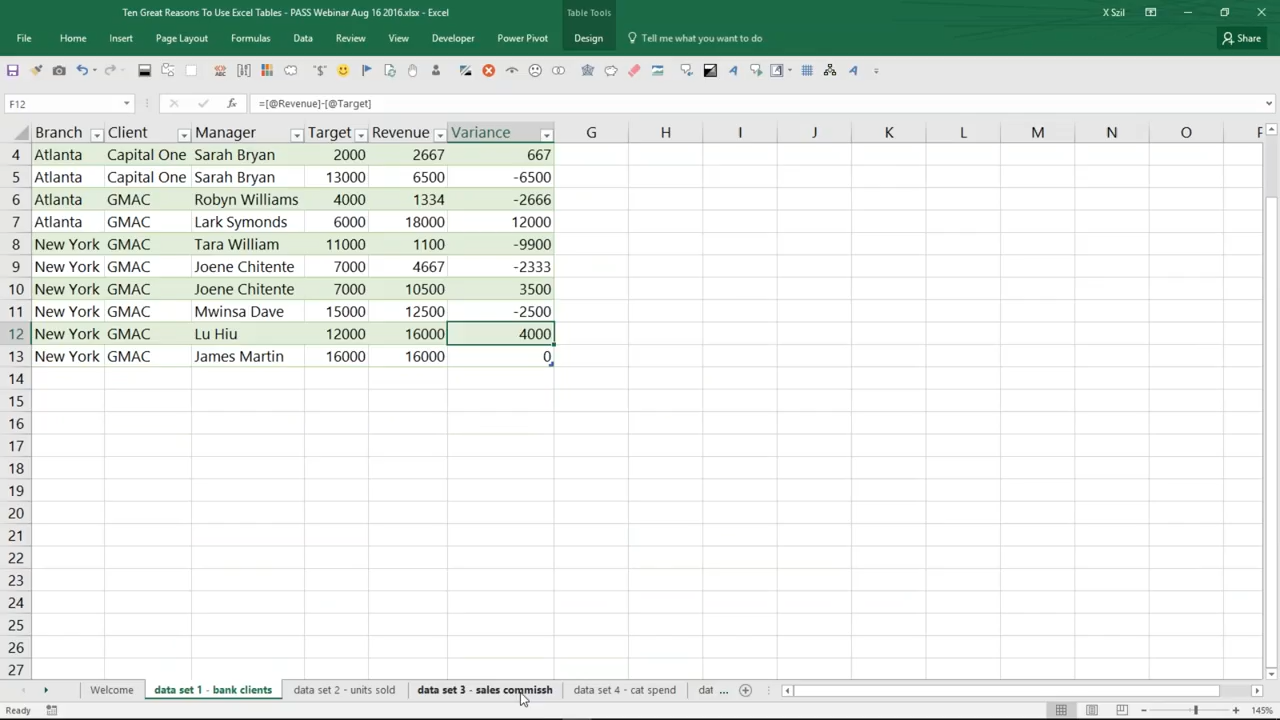 Ten Great Reasons To Use Excel Tables - PASS Webinar Aug 16 2016.xlsx - Excel
Table Tools
X Szil
File Home Insert Page Layout Formulas Data Review View Developer Power Pivot Design Tell me what you want to do Share
F12 fx =[@Revenue]-[@Target]
Branch Client Manager Target Revenue Variance G H I J K L M N O
4 Atlanta Capital One Sarah Bryan 2000 2667 667
5 Atlanta Capital One Sarah Bryan 13000 6500 -6500
6 Atlanta GMAC Robyn Williams 4000 1334 -2666
7 Atlanta GMAC Lark Symonds 6000 18000 12000
8 New York GMAC Tara William 11000 1100 -9900
9 New York GMAC Joene Chitente 7000 4667 -2333
10 New York GMAC Joene Chitente 7000 10500 3500
11 New York GMAC Mwinsa Dave 15000 12500 -2500
12 New York GMAC Lu Hiu 12000 16000 4000
13 New York GMAC James Martin 16000 16000 0
14
15
16
17
18
19
20
21
22
23
24
25
26
27
Welcome data set 1 - bank clients data set 2 - units sold data set 3 - sales commissh data set 4 - cat spend dat ...
Ready 145%